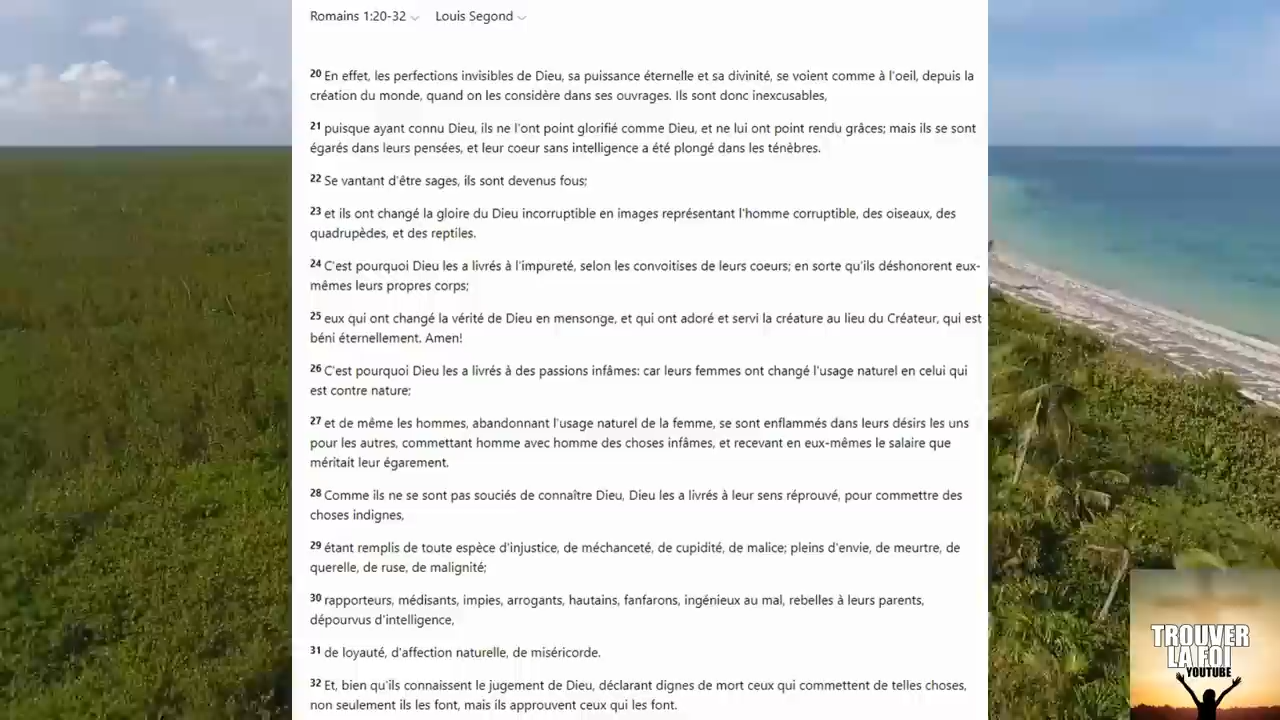 Romains 1:20-32 Louis Segond
20 En effet, les perfections invisibles de Dieu, sa puissance éternelle et sa divinité, se voient comme à l'oeil, depuis la
création du monde, quand on les considère dans ses ouvrages. Ils sont donc inexcusables,
21 puisque ayant connu Dieu, ils ne l'ont point glorifié comme Dieu, et ne lui ont point rendu grâces; mais ils se sont
égarés dans leurs pensées, et leur coeur sans intelligence a été plongé dans les ténèbres.
22 Se vantant d'être sages, ils sont devenus fous;
23 et ils ont changé la gloire du Dieu incorruptible en images représentant l'homme corruptible, des oiseaux, des
quadrupèdes, et des reptiles.
24 C'est pourquoi Dieu les a livrés à l'impureté, selon les convoitises de leurs coeurs; en sorte qu'ils déshonorent eux-
mêmes leurs propres corps;
25 eux qui ont changé la vérité de Dieu en mensonge, et qui ont adoré et servi la créature au lieu du Créateur, qui est
béni éternellement. Amen!
26 C'est pourquoi Dieu les a livrés à des passions infâmes: car leurs femmes ont changé l'usage naturel en celui qui
est contre nature;
27 et de même les hommes, abandonnant l'usage naturel de la femme, se sont enflammés dans leurs désirs les uns
pour les autres, commettant homme avec homme des choses infâmes, et recevant en eux-mêmes le salaire que
méritait leur égarement.
28 Comme ils ne se sont pas souciés de connaître Dieu, Dieu les a livrés à leur sens réprouvé, pour commettre des
choses indignes,
29 étant remplis de toute espèce d'injustice, de méchanceté, de cupidité, de malice; pleins d'envie, de meurtre, de
querelle, de ruse, de malignité;
30 rapporteurs, médisants, impies, arrogants, hautains, fanfarons, ingénieux au mal, rebelles à leurs parents,
dépourvus d'intelligence,
31 de loyauté, d'affection naturelle, de miséricorde.
32 Et, bien qu'ils connaissent le jugement de Dieu, déclarant dignes de mort ceux qui commettent de telles choses,
non seulement ils les font, mais ils approuvent ceux qui les font.
TROUVER
LA FOI
YOUTUBE